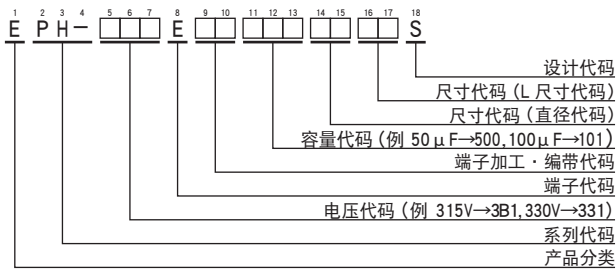 1 2 3 4 5 6 7 8 9 10 11 12 13 14 15 16 17 18
E P H - □□□ E □□ □□□ □□ □□ S
设计代码
尺寸代码 (L 尺寸代码)
尺寸代码 (直径代码)
容量代码 (例 50μF→500,100μF→101)
端子加工・编带代码
端子代码
电压代码 (例 315V→3B1,330V→331)
系列代码
产品分类